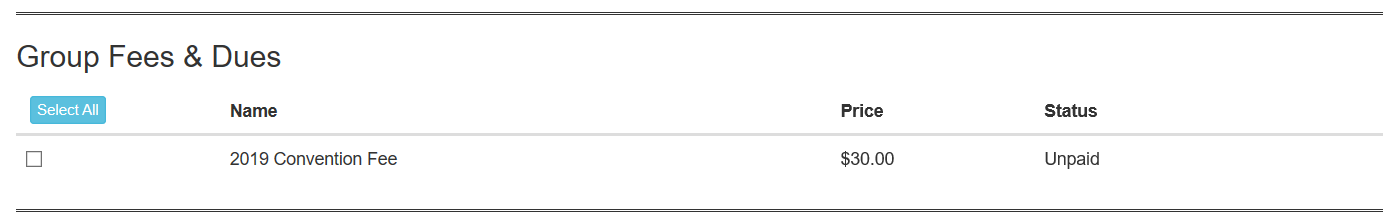 Group Fees & Dues
Select All Name Price Status
2019 Convention Fee $30.00 Unpaid